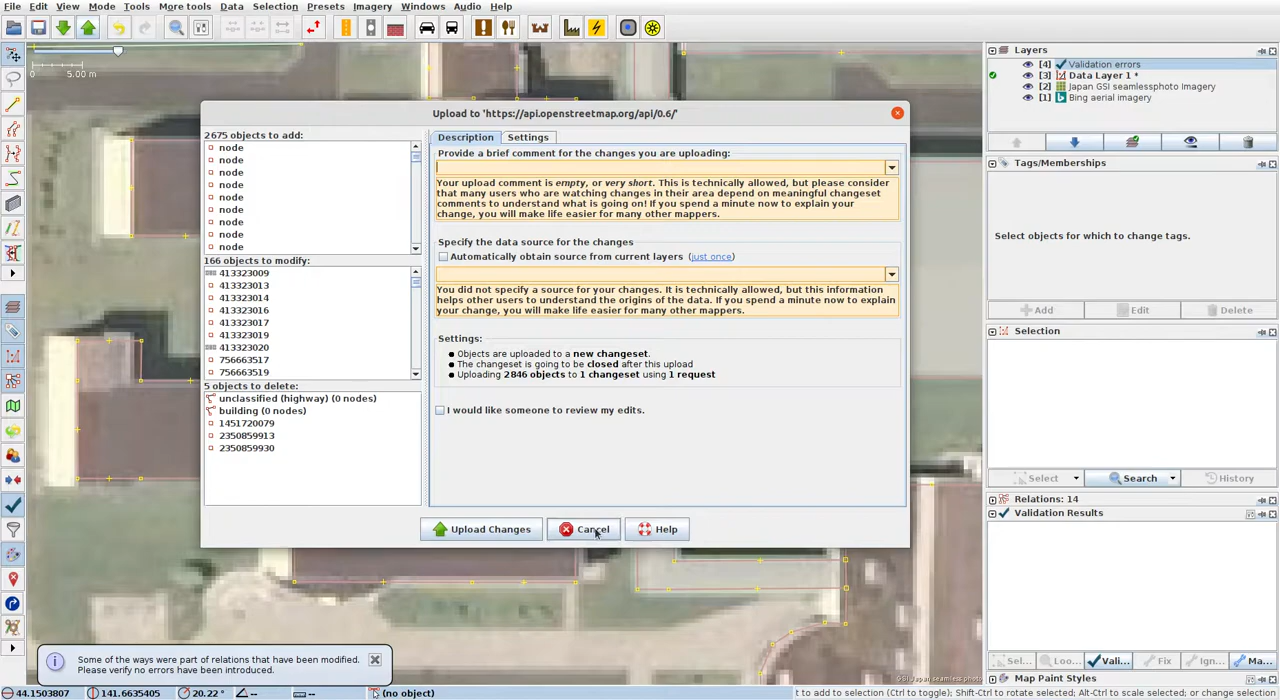 File Edit View Mode Tools More tools Data Selection Presets Imagery Windows Audio Help
0 5.00 m
Upload to 'https://api.openstreetmap.org/api/0.6/'
2675 objects to add:
node
node
node
node
node
node
node
node
node
166 objects to modify:
413323009
413323013
413323014
413323016
413323017
413323019
413323020
756663517
756663519
5 objects to delete:
unclassified (highway) (0 nodes)
building (0 nodes)
1451720079
2350859913
2350859930
Description Settings
Provide a brief comment for the changes you are uploading:
Your upload comment is empty, or very short. This is technically allowed, but please consider
that many users who are watching changes in their area depend on meaningful changeset
comments to understand what is going on! If you spend a minute now to explain your
change, you will make life easier for many other mappers.
Specify the data source for the changes
Automatically obtain source from current layers (just once)
You did not specify a source for your changes. It is technically allowed, but this information
helps other users to understand the origins of the data. If you spend a minute now to explain
your change, you will make life easier for many other mappers.
Settings:
Objects are uploaded to a new changeset.
The changeset is going to be closed after this upload
Uploading 2846 objects to 1 changeset using 1 request
I would like someone to review my edits.
Upload Changes Cancel Help
Layers
[4] Validation errors
[3] Data Layer 1 *
[2] Japan GSI seamlessphoto Imagery
[1] Bing aerial imagery
Tags/Memberships
Select objects for which to change tags.
Add Edit Delete
Selection
Select Search History
Relations: 14
Validation Results
Sel... Loo... Vali... Fix Ign... Ma...
Map Paint Styles
Some of the ways were part of relations that have been modified.
Please verify no errors have been introduced.
44.1503807 141.6635405 20.22 ° -- -- (no object) t to add to selection (Ctrl to toggle); Shift-Ctrl to rotate selected; Alt-Ctrl to scale selected; or change selection